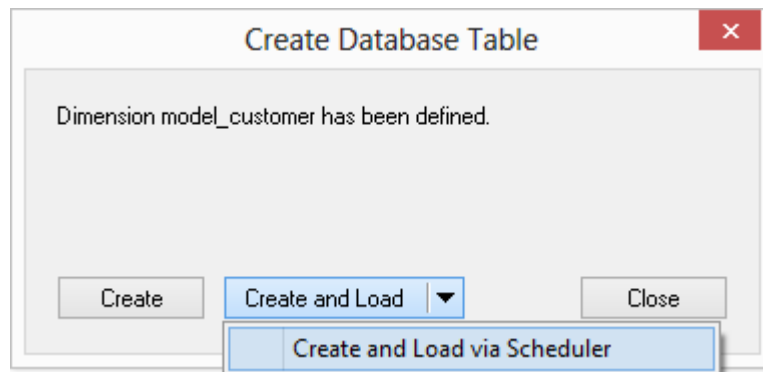 Create Database Table
Dimension model_customer has been defined.
Create
Create and Load
Close
Create and Load via Scheduler